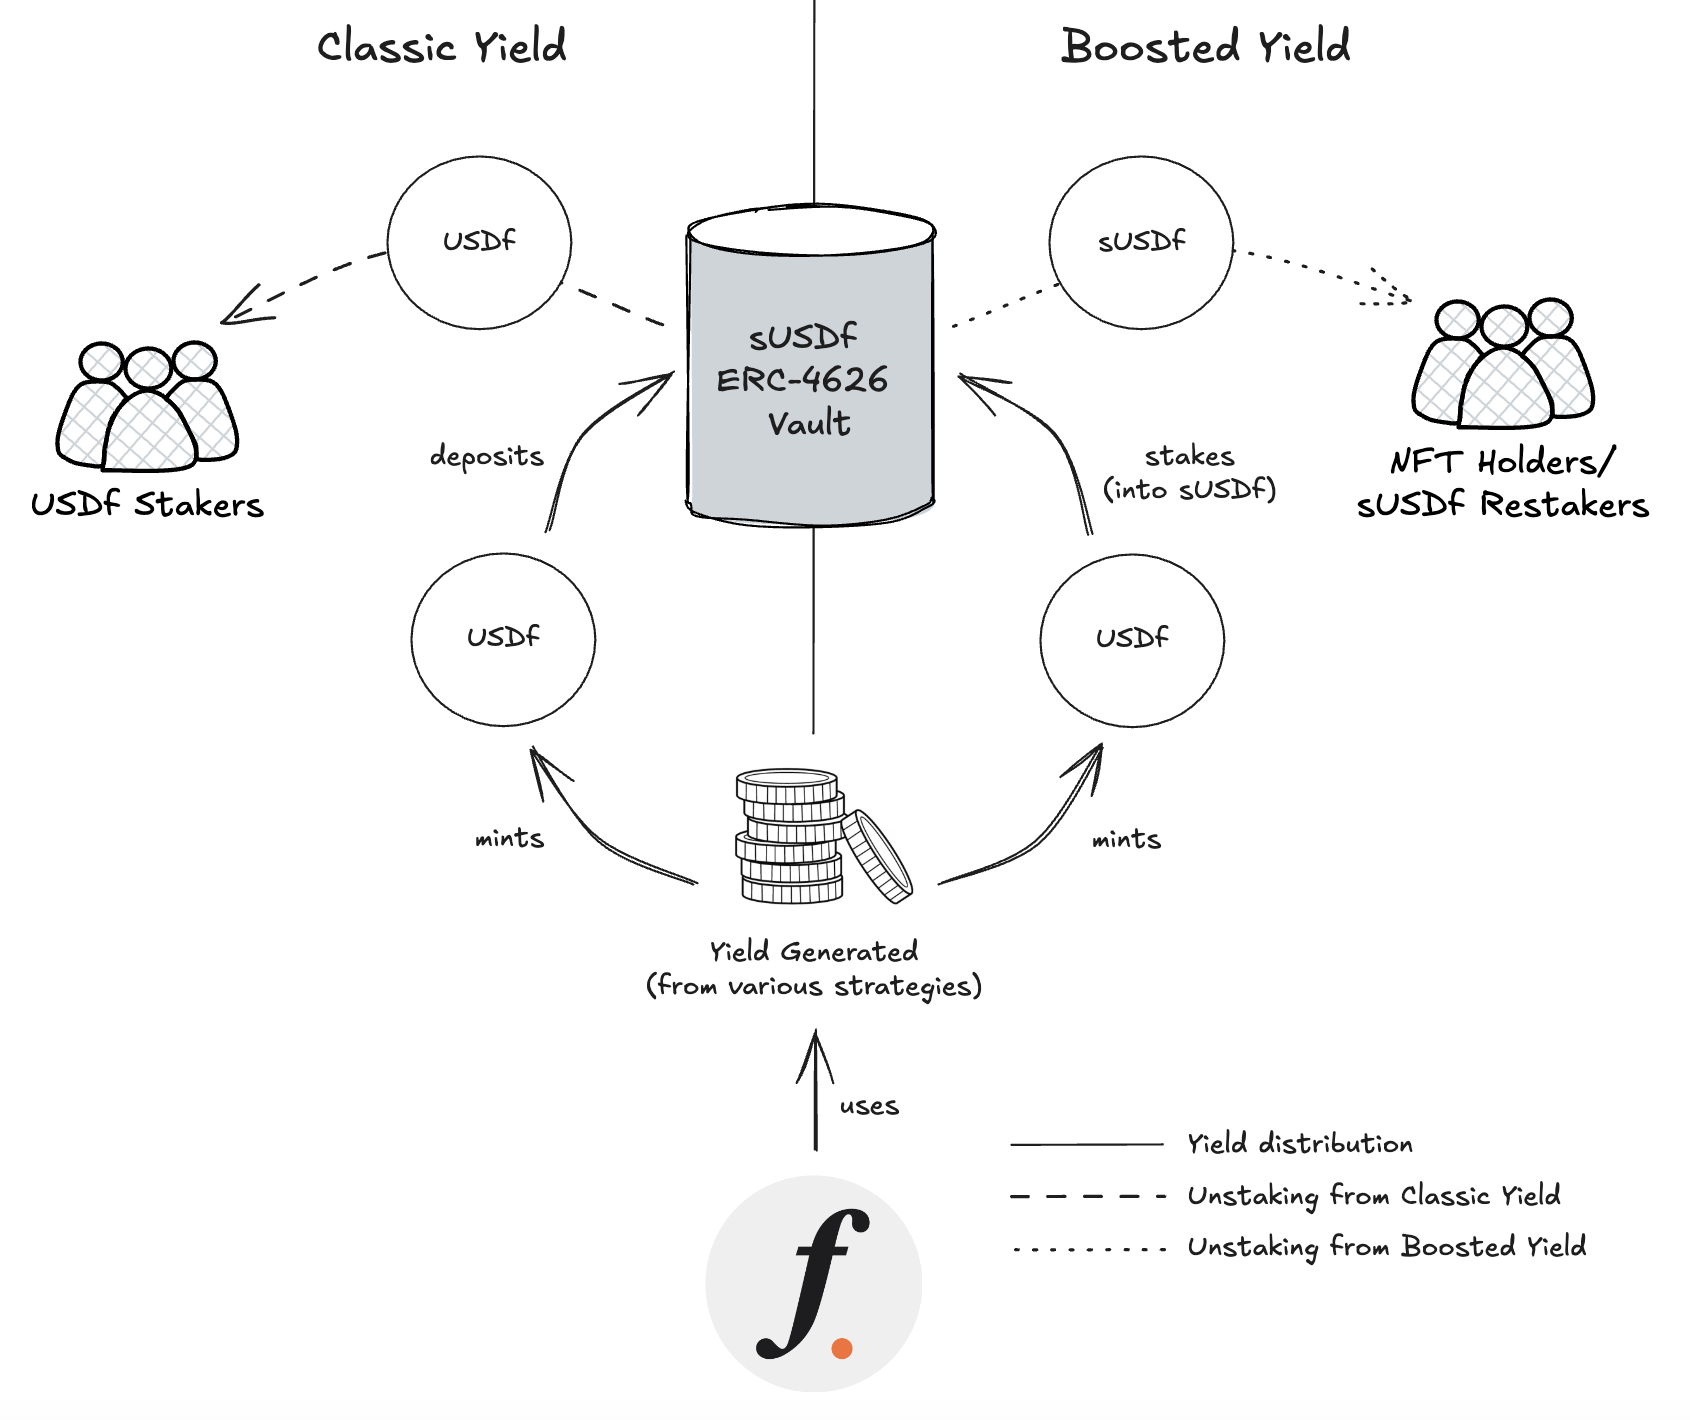 Classic Yield
Boosted Yield
USDf
sUSDf
sUSDf
ERC-4626
Vault
deposits
stakes
(into sUSDf)
USDf Stakers
NFT Holders/
sUSDf Restakers
USDf
USDf
mints
mints
Yield Generated
(from various strategies)
uses
Yield distribution
Unstaking from Classic Yield
Unstaking from Boosted Yield
f.